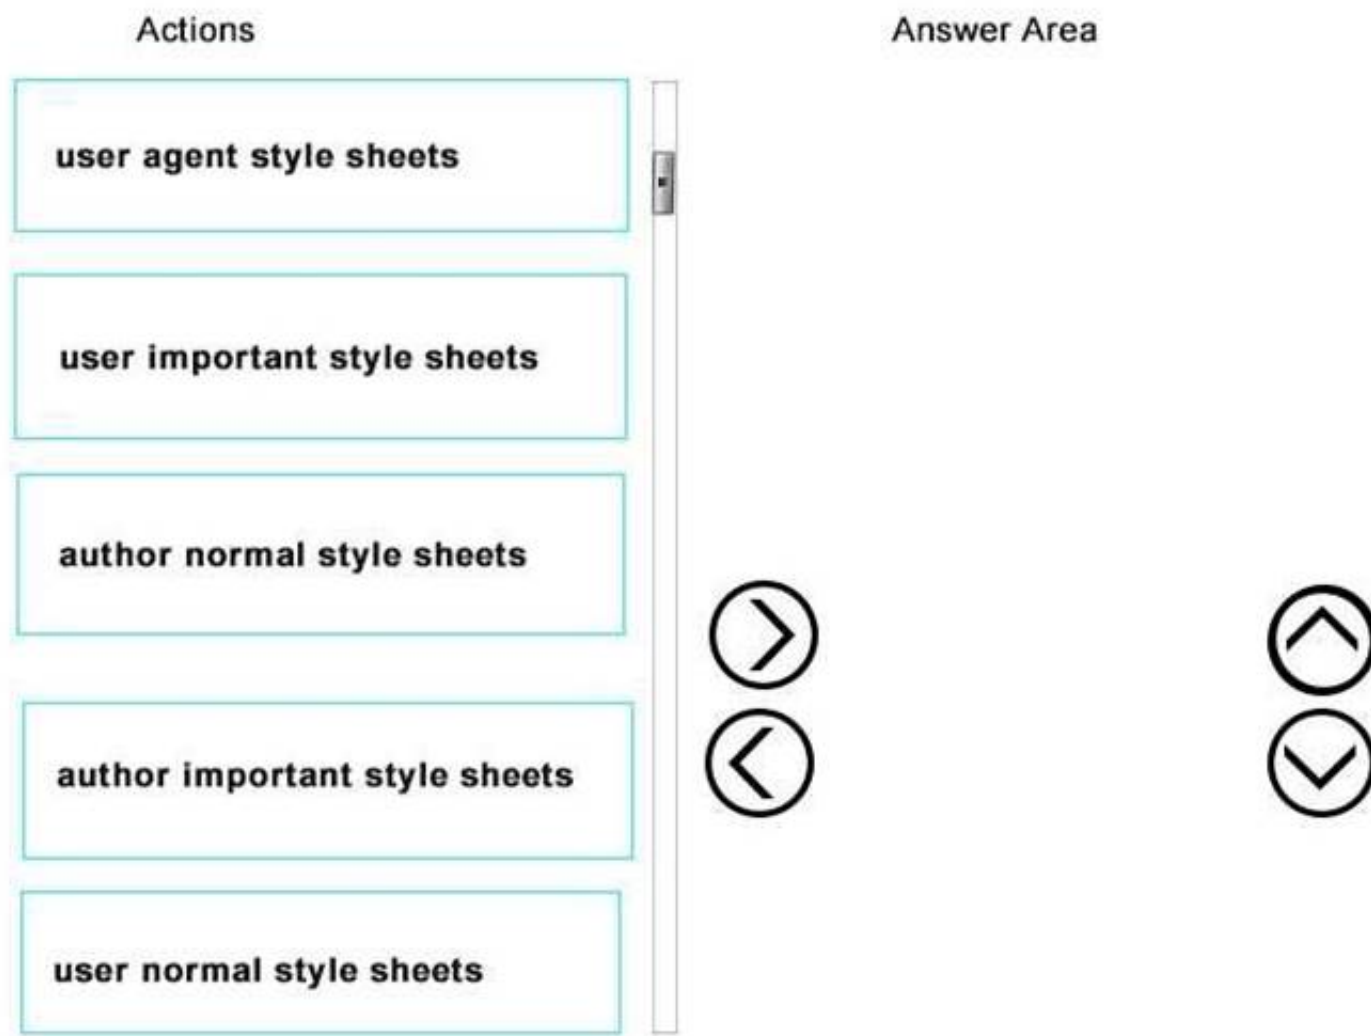 Actions
Answer Area
user agent style sheets
user important style sheets
author normal style sheets
author important style sheets
user normal style sheets